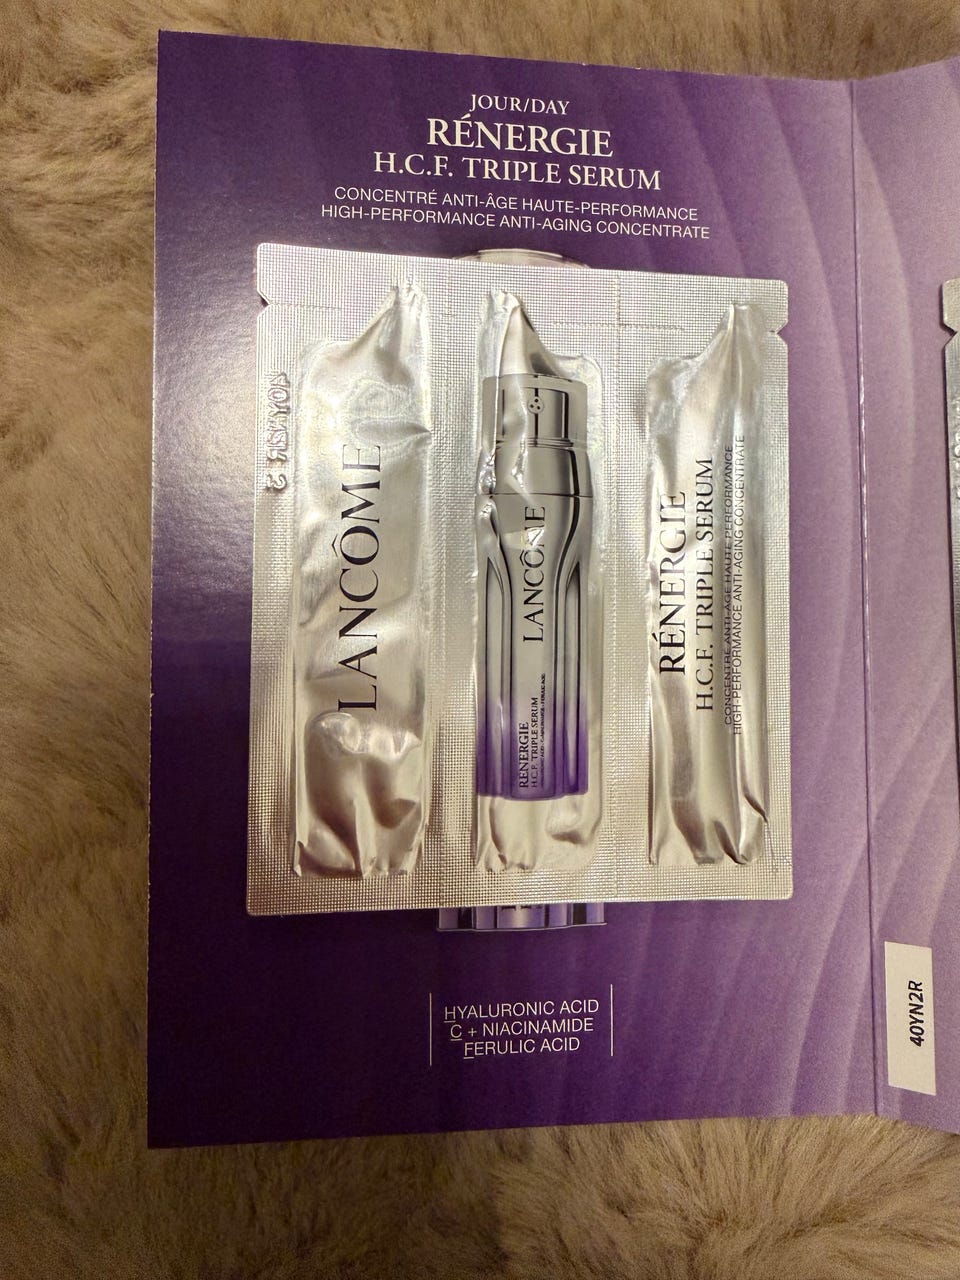 JOUR/DAY
RÉNERGIE
H.C.F. TRIPLE SERUM
CONCENTRÉ ANTI-ÂGE HAUTE-PERFORMANCE
HIGH-PERFORMANCE ANTI-AGING CONCENTRATE
LANCÔME
LANCÔME
RÉNERGIE
H.C.F. TRIPLE SERUM
RÉNERGIE
H.C.F. TRIPLE SERUM
CONCENTRÉ ANTI-ÂGE HAUTE-PERFORMANCE
HIGH-PERFORMANCE ANTI-AGING CONCENTRATE
HYALURONIC ACID
C + NIACINAMIDE
FERULIC ACID
40YN2R